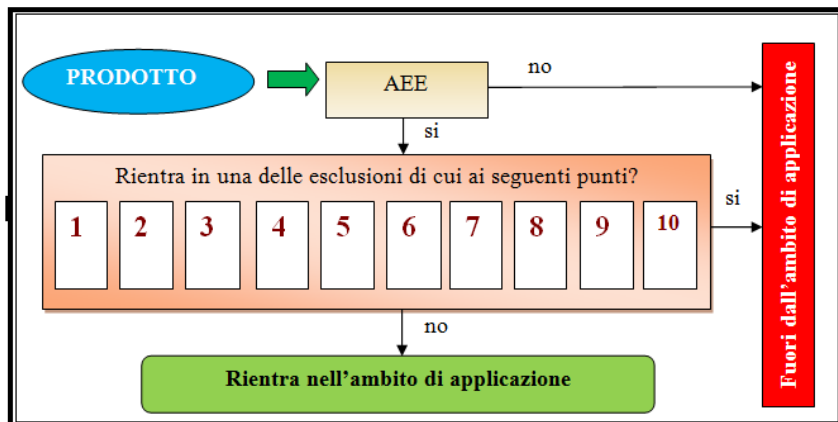 PRODOTTO
AEE
no
si
Rientra in una delle esclusioni di cui ai seguenti punti?
1 2 3 4 5 6 7 8 9 10
si
no
Rientra nell'ambito di applicazione
Fuori dall'ambito di applicazione